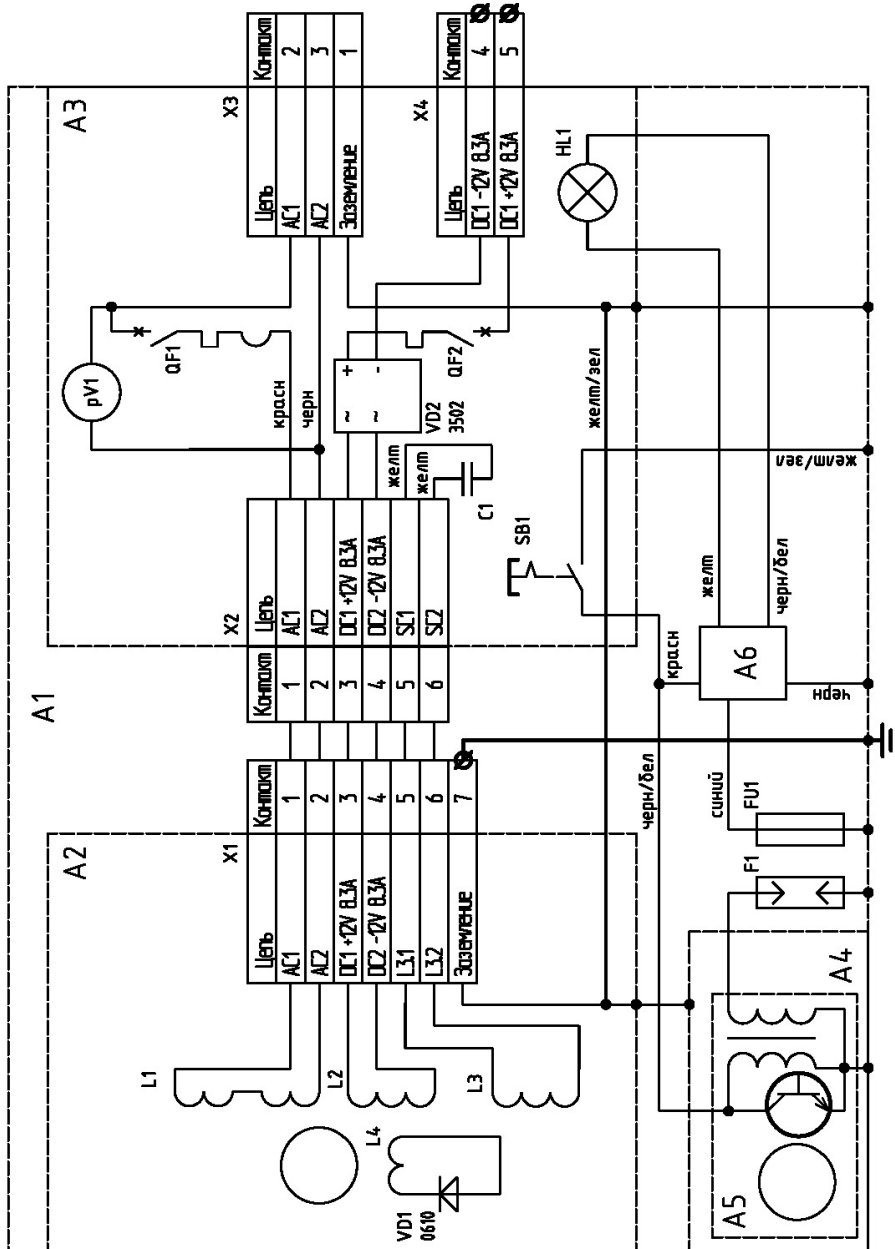 A1
A2
A3
L1
L2
L3
L4
VD1
0610
X1
Цепь Контакт
AC1 1
AC2 2
DC1 +12V 8.3A 3
DC2 -12V 8.3A 4
L3.1 5
L3.2 6
Заземление 7
X2
Контакт Цепь
1 AC1
2 AC2
3 DC1 +12V 8.3A
4 DC2 -12V 8.3A
5 SC1
6 SC2
pV1
QF1
красн
черн
~ +
~ -
VD2
3502
QF2
желт
желт
C1
X3
Цепь Контакт
AC1 2
AC2 3
Заземление 1
X4
Цепь Контакт
DC1 -12V 8.3A 4
DC1 +12V 8.3A 5
HL1
SB1
желт/зел
желт/зел
черн/бел
красн
желт
черн/бел
A6
черн
синий
FU1
F1
A4
A5